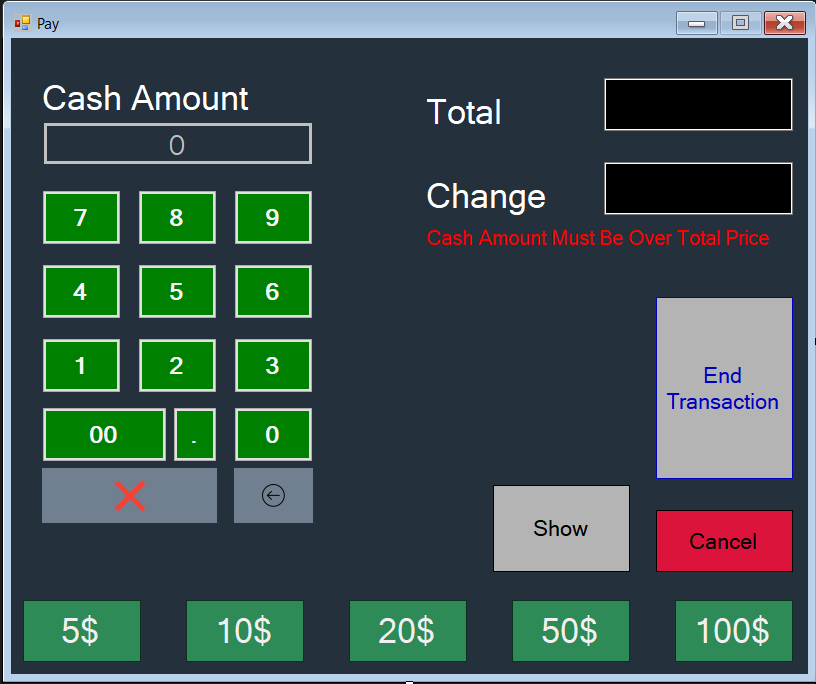 Pay
Cash Amount
0
Total
Change
Cash Amount Must Be Over Total Price
7 8 9
4 5 6
1 2 3
00 . 0
End
Transaction
Show
Cancel
5$ 10$ 20$ 50$ 100$